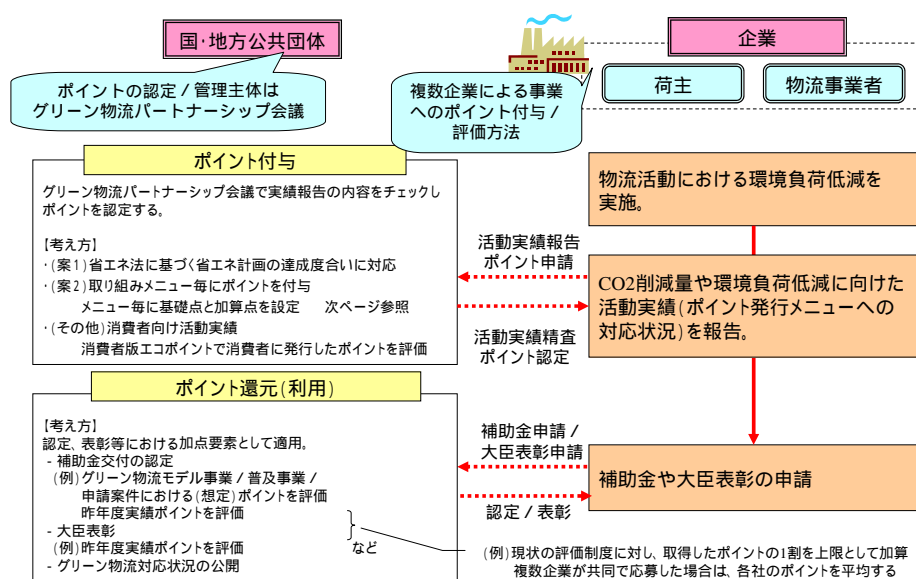 国・地方公共団体
企業
ポイントの認定/管理主体は
グリーン物流パートナーシップ会議
複数企業による事業
へのポイント付与/
評価方法
荷主
物流事業者
ポイント付与
グリーン物流パートナーシップ会議で実績報告の内容をチェックし
ポイントを認定する。
【考え方】
・(案1)省エネ法に基づく省エネ計画の達成度合いに対応
・(案2)取り組みメニュー毎にポイントを付与
メニュー毎に基礎点と加算点を設定 次ページ参照
・(その他)消費者向け活動実績
消費者版エコポイントで消費者に発行したポイントを評価
活動実績報告
ポイント申請
活動実績精査
ポイント認定
物流活動における環境負荷低減を
実施。
CO2削減量や環境負荷低減に向けた
活動実績(ポイント発行メニューへの
対応状況)を報告。
ポイント還元(利用)
【考え方】
認定、表彰等における加点要素として適用。
- 補助金交付の認定
(例)グリーン物流モデル事業/普及事業/
申請案件における(想定)ポイントを評価
昨年度実績ポイントを評価
- 大臣表彰
(例)昨年度実績ポイントを評価
- グリーン物流対応状況の公開
など
補助金申請/
大臣表彰申請
認定/表彰
補助金や大臣表彰の申請
(例)現状の評価制度に対し、取得したポイントの1割を上限として加算
複数企業が共同で応募した場合は、各社のポイントを平均する